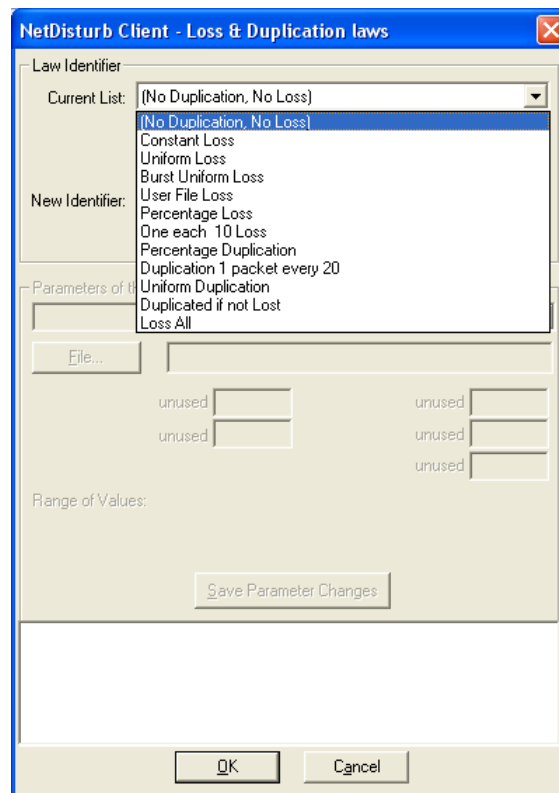 NetDisturb Client - Loss & Duplication laws
Law Identifier
Current List: (No Duplication, No Loss)
(No Duplication, No Loss)
Constant Loss
Uniform Loss
Burst Uniform Loss
User File Loss
New Identifier:
Percentage Loss
One each  10 Loss
Percentage Duplication
Duplication 1 packet every 20
Uniform Duplication
Parameters of th
Duplicated if not Lost
Loss All
File...
unused unused
unused unused
unused
Range of Values:
Save Parameter Changes
OK Cancel